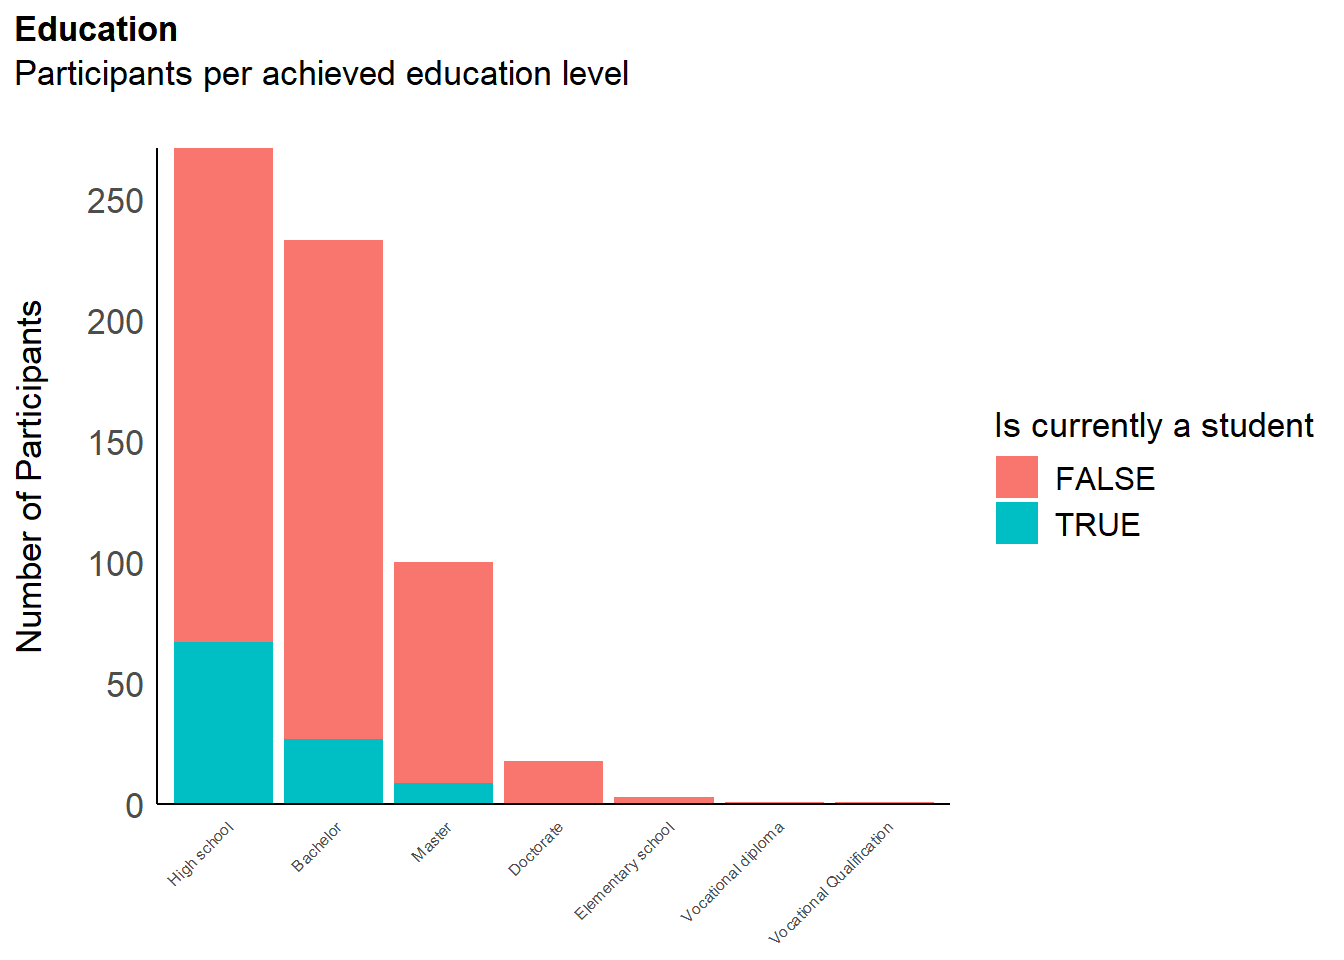 Education
Participants per achieved education level
Number of Participants
250
200
150
100
50
0
High school
Bachelor
Master
Doctorate
Elementary school
Vocational diploma
Vocational Qualification
Is currently a student
FALSE
TRUE